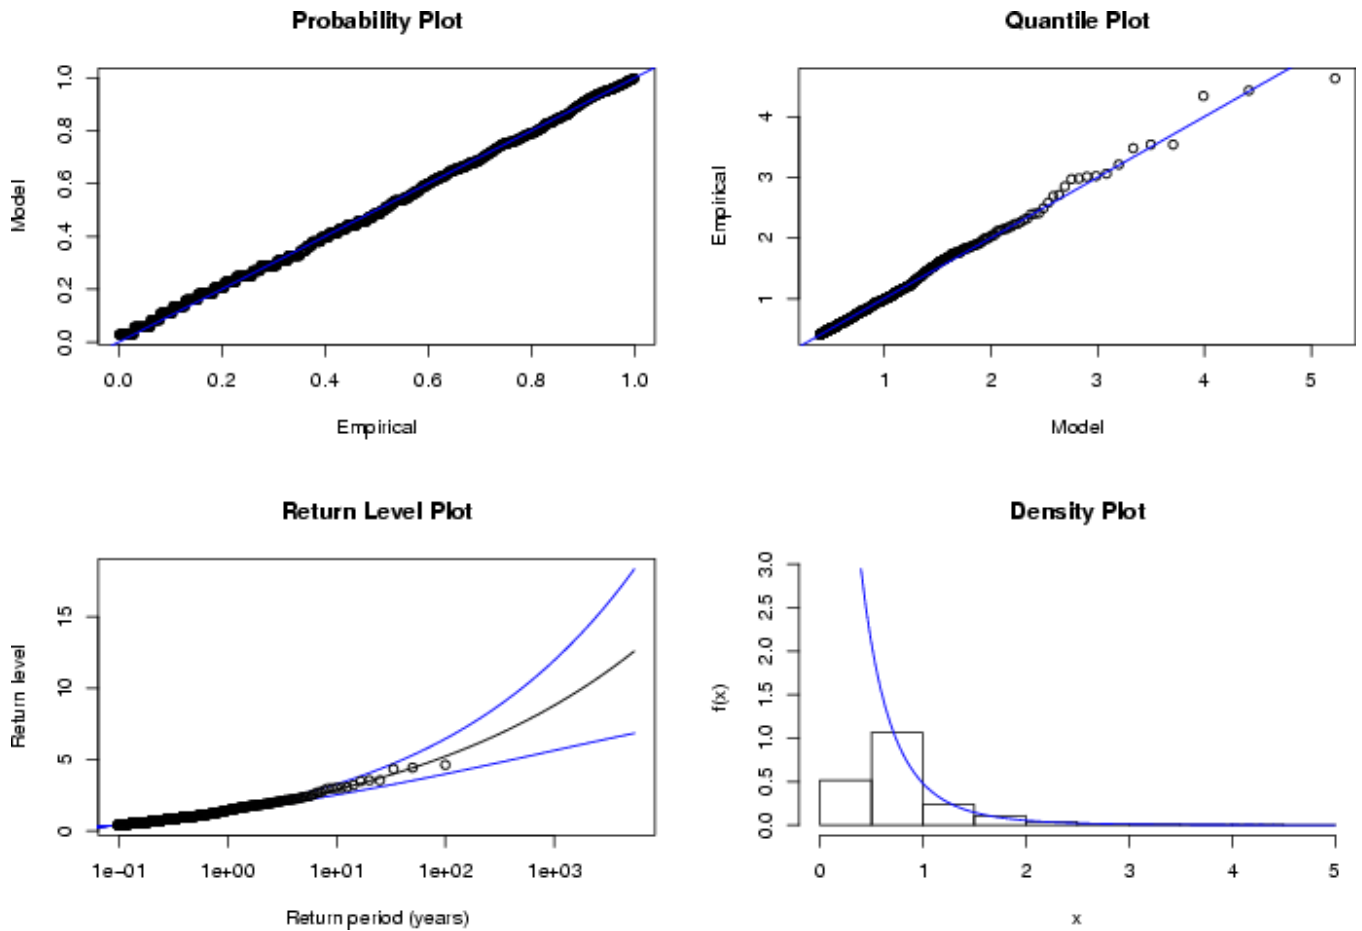 Probability Plot
Model
0.0 0.2 0.4 0.6 0.8 1.0
0.0 0.2 0.4 0.6 0.8 1.0
Empirical
Quantile Plot
Empirical
1 2 3 4
1 2 3 4 5
Model
Return Level Plot
Return level
0 5 10 15
1e-01 1e+00 1e+01 1e+02 1e+03
Return period (years)
Density Plot
f(x)
0.0 0.5 1.0 1.5 2.0 2.5 3.0
0 1 2 3 4 5
x